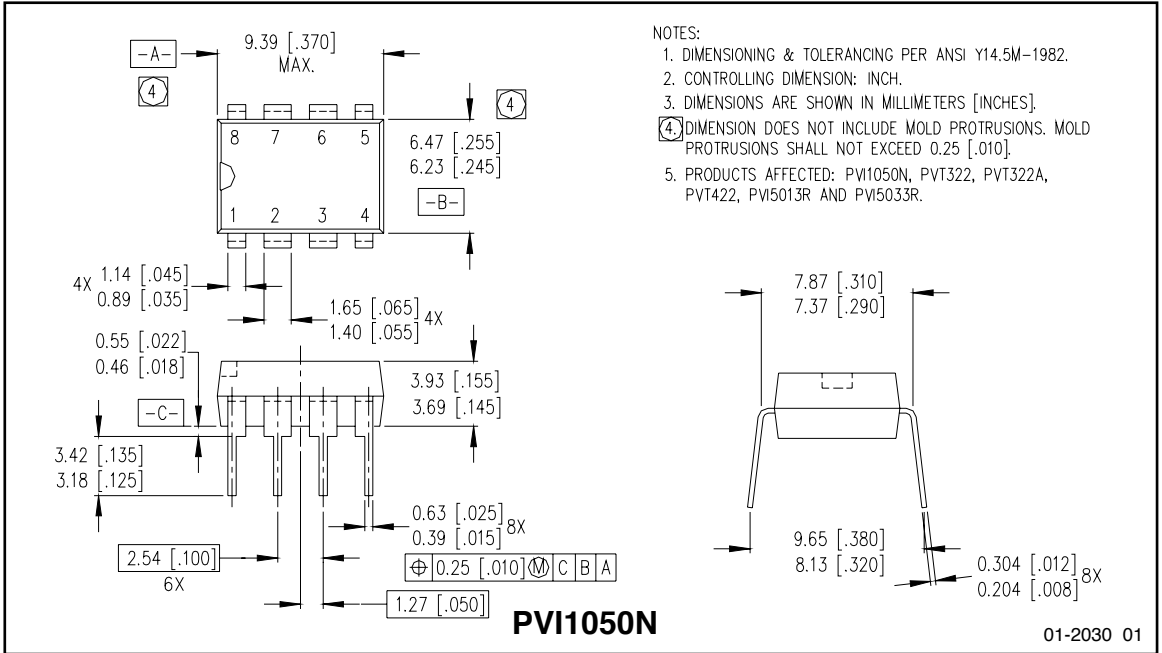 NOTES:
1. DIMENSIONING & TOLERANCING PER ANSI Y14.5M-1982.
2. CONTROLLING DIMENSION: INCH.
3. DIMENSIONS ARE SHOWN IN MILLIMETERS [INCHES].
4. DIMENSION DOES NOT INCLUDE MOLD PROTRUSIONS. MOLD
PROTRUSIONS SHALL NOT EXCEED 0.25 [.010].
5. PRODUCTS AFFECTED: PVI1050N, PVT322, PVT322A,
PVT422, PVI5013R AND PVI5033R.
-A-
9.39 [.370]
MAX.
4
4
8 7 6 5
6.47 [.255]
6.23 [.245]
-B-
1 2 3 4
4X 1.14 [.045]
0.89 [.035]
1.65 [.065] 4X
1.40 [.055]
0.55 [.022]
0.46 [.018]
3.93 [.155]
3.69 [.145]
-C-
3.42 [.135]
3.18 [.125]
0.63 [.025] 8X
0.39 [.015]
2.54 [.100]
6X
⌖ 0.25 [.010] Ⓜ C B A
1.27 [.050]
7.87 [.310]
7.37 [.290]
9.65 [.380]
8.13 [.320]
0.304 [.012] 8X
0.204 [.008]
PVI1050N
01-2030 01